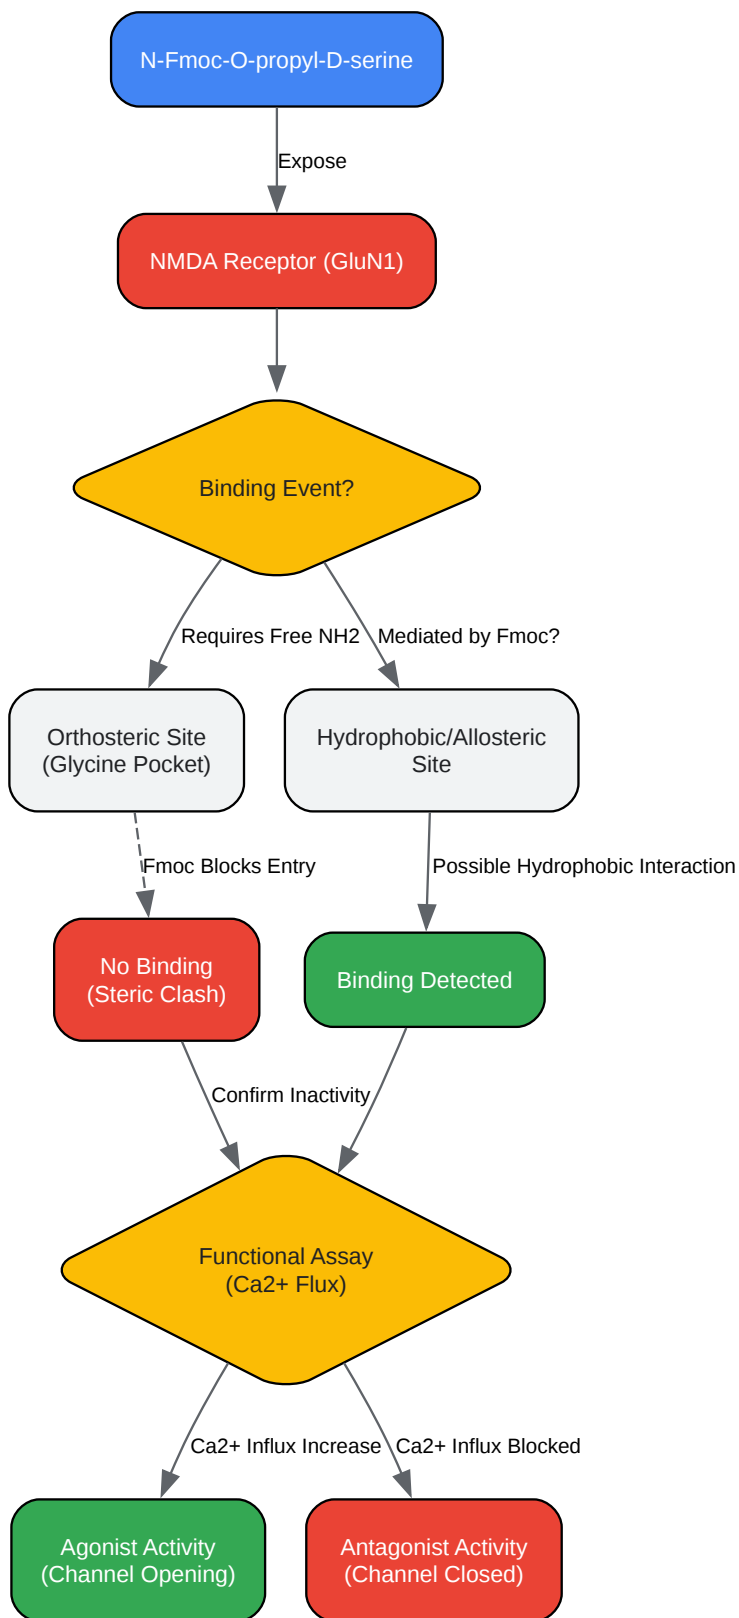 N-Fmoc-O-propyl-D-serine
Expose
NMDA Receptor (GluN1)
Binding Event?
Requires Free NH2
Mediated by Fmoc?
Orthosteric Site
(Glycine Pocket)
Hydrophobic/Allosteric
Site
Fmoc Blocks Entry
Possible Hydrophobic Interaction
No Binding
(Steric Clash)
Binding Detected
Confirm Inactivity
Functional Assay
(Ca2+ Flux)
Ca2+ Influx Increase
Ca2+ Influx Blocked
Agonist Activity
(Channel Opening)
Antagonist Activity
(Channel Closed)